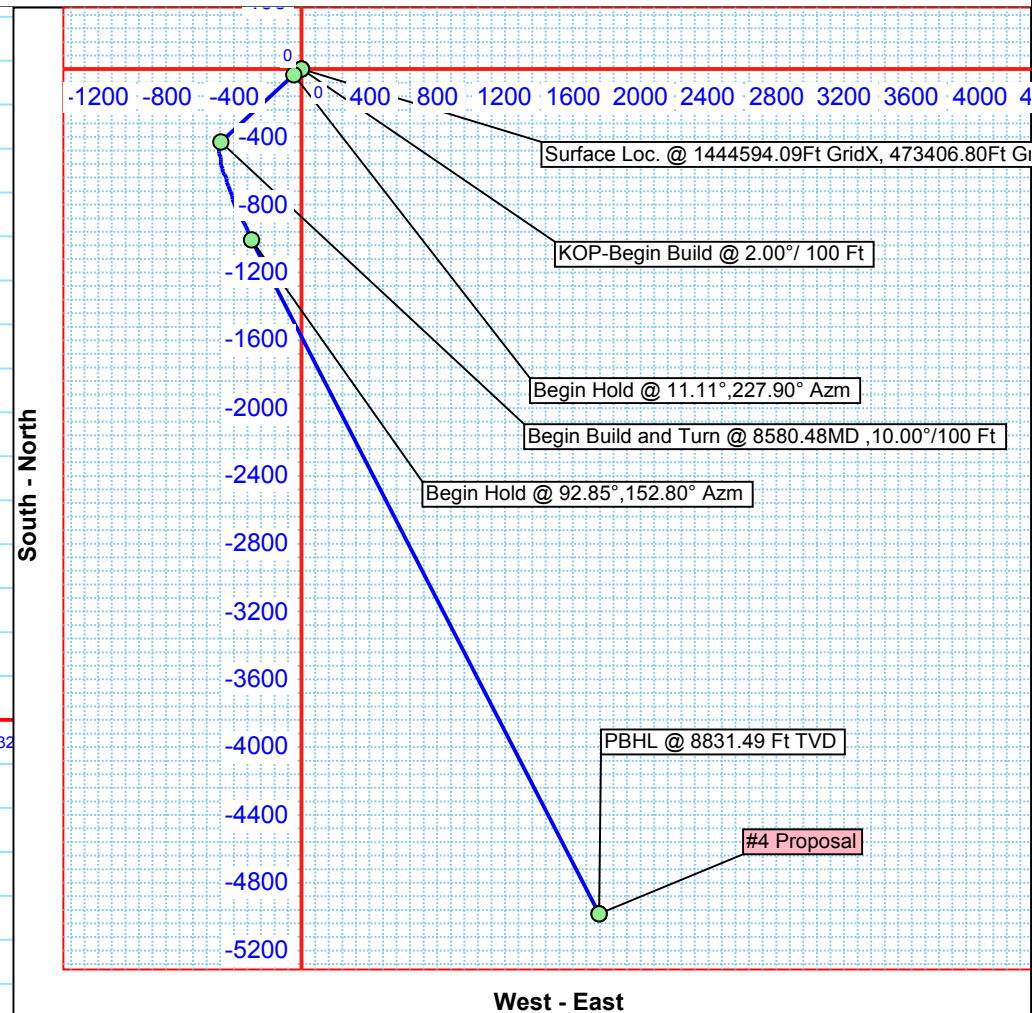 0
-1200 -800 -400 0 400 800 1200 1600 2000 2400 2800 3200 3600 4000 4
-400
Surface Loc. @ 1444594.09Ft GridX, 473406.80Ft Gr
-800
KOP-Begin Build @ 2.00°/ 100 Ft
-1200
-1600
Begin Hold @ 11.11°,227.90° Azm
-2000
Begin Build and Turn @ 8580.48MD ,10.00°/100 Ft
-2400
Begin Hold @ 92.85°,152.80° Azm
South - North
-2800
-3200
-3600
32
-4000
PBHL @ 8831.49 Ft TVD
-4400
#4 Proposal
-4800
-5200
West - East